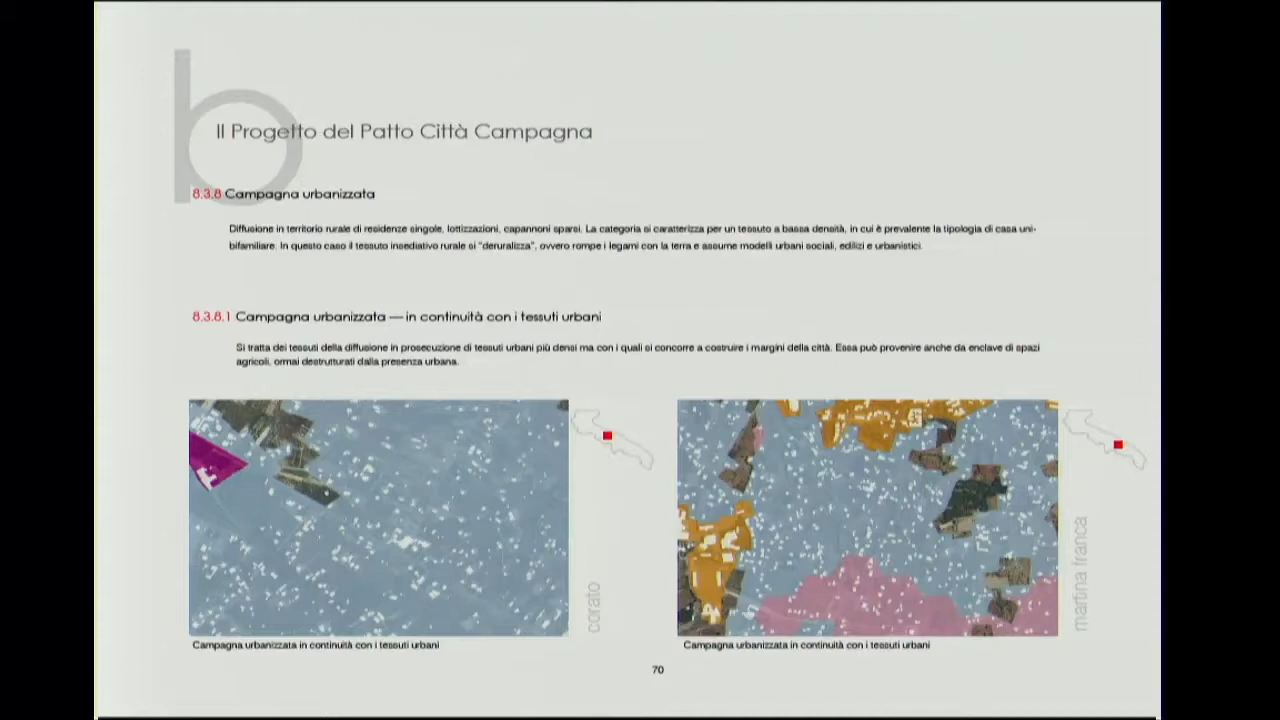 b
Il Progetto del Patto Città Campagna
8.3.8 Campagna urbanizzata
Diffusione in territorio rurale di residenze singole, lottizzazioni, capannoni sparsi. La categoria si caratterizza per un tessuto a bassa densità, in cui è prevalente la tipologia di casa uni-
bifamiliare. In questo caso il tessuto insediativo rurale si "deruralizza", ovvero rompe i legami con la terra e assume modelli urbani sociali, edilizi e urbanistici.
8.3.8.1 Campagna urbanizzata — in continuità con i tessuti urbani
Si tratta dei tessuti della diffusione in prosecuzione di tessuti urbani più densi ma con i quali si concorre a costruire i margini della città. Essa può provenire anche da enclave di spazi
agricoli, ormai destrutturati dalla presenza urbana.
corato
martina franca
Campagna urbanizzata in continuità con i tessuti urbani
Campagna urbanizzata in continuità con i tessuti urbani
70